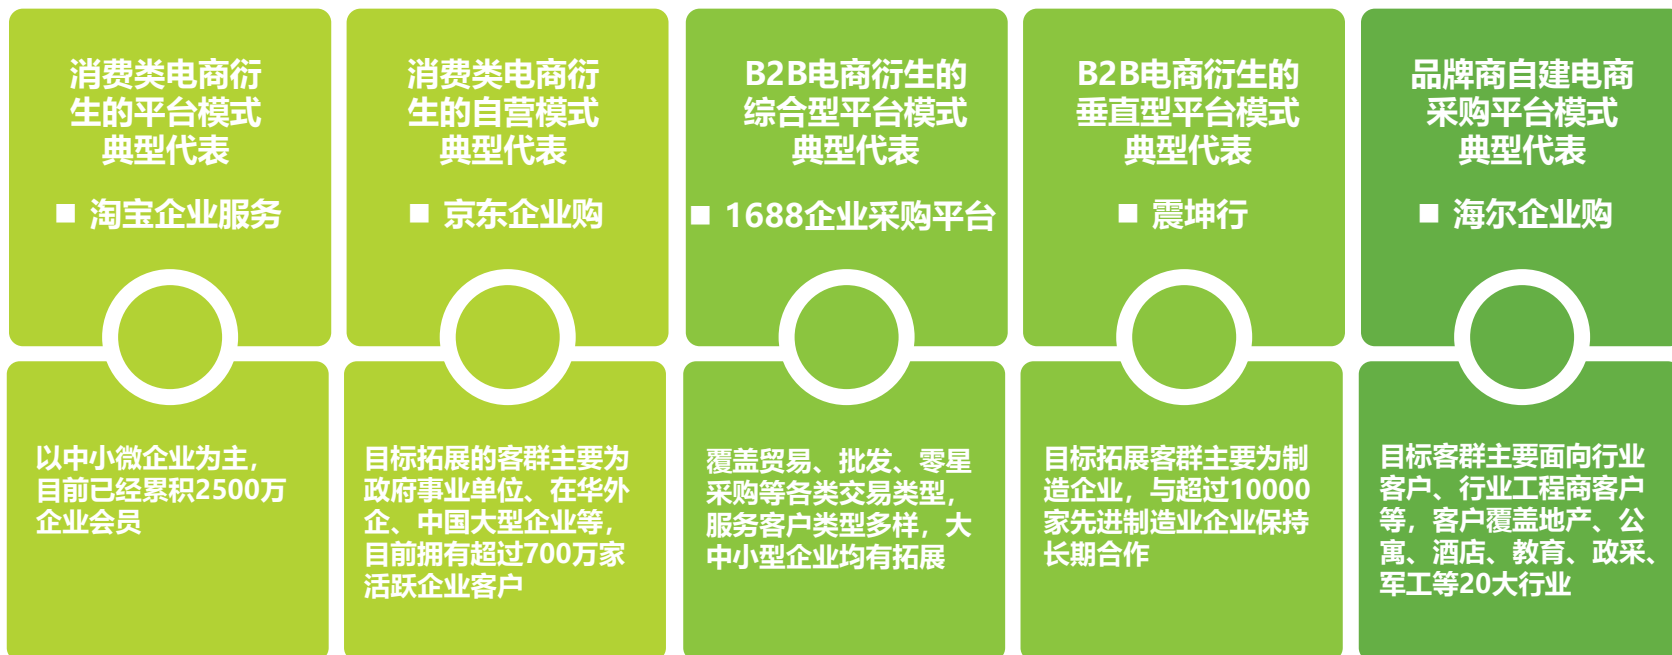 消费类电商衍
生的平台模式
典型代表
■ 淘宝企业服务
以中小微企业为主，
目前已经累积2500万
企业会员
消费类电商衍
生的自营模式
典型代表
■ 京东企业购
目标拓展的客群主要为
政府事业单位、在华外
企、中国大型企业等，
目前拥有超过700万家
活跃企业客户
B2B电商衍生的
综合型平台模式
典型代表
■ 1688企业采购平台
覆盖贸易、批发、零星
采购等各类交易类型，
服务客户类型多样，大
中小型企业均有拓展
B2B电商衍生的
垂直型平台模式
典型代表
■ 震坤行
目标拓展客群主要为制
造企业，与超过10000
家先进制造业企业保持
长期合作
品牌商自建电商
采购平台模式
典型代表
■ 海尔企业购
目标客群主要面向行业
客户、行业工程商客户
等，客户覆盖地产、公
寓、酒店、教育、政采、
军工等20大行业